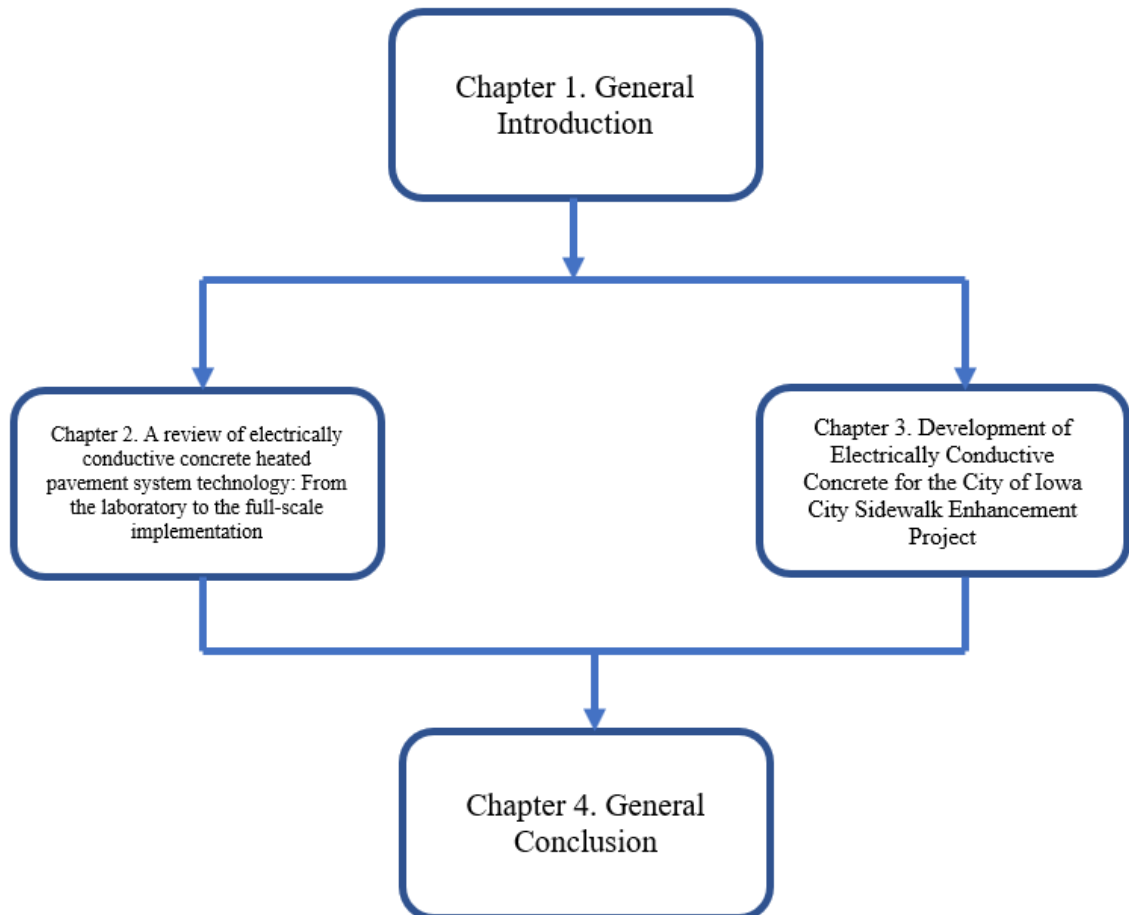 Chapter 1. General
Introduction
Chapter 2. A review of electrically
conductive concrete heated
pavement system technology: From
the laboratory to the full-scale
implementation
Chapter 3. Development of
Electrically Conductive
Concrete for the City of Iowa
City Sidewalk Enhancement
Project
Chapter 4. General
Conclusion